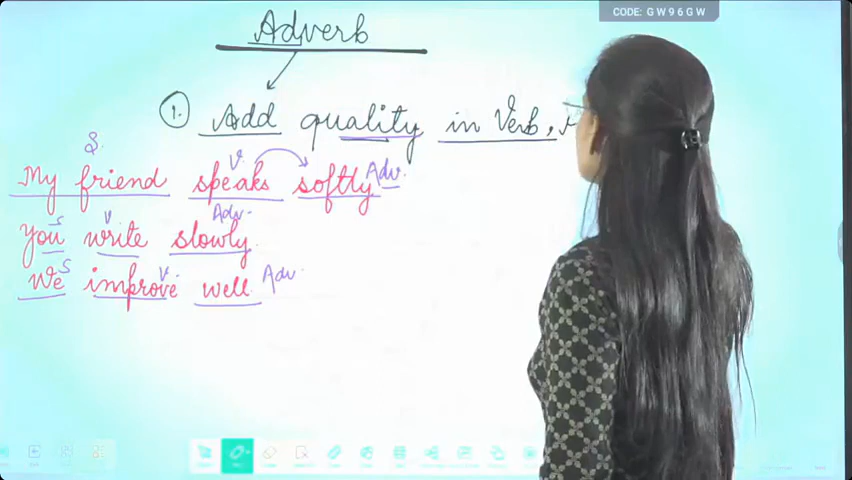 CODE: GW96GW
Adverb
1. Add quality in Verb,
S
V
My friend speaks softly Adv.
S V Adv.
you write slowly.
S V
We improve well Adv.